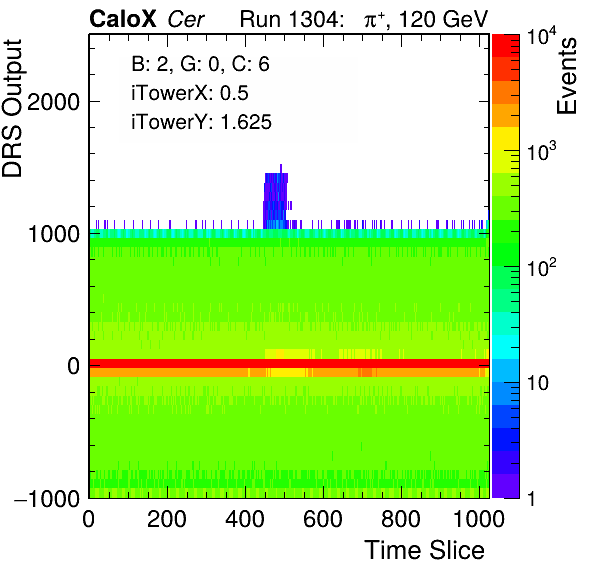 CaloX Cer Run 1304: π⁺, 120 GeV
B: 2, G: 0, C: 6
iTowerX: 0.5
iTowerY: 1.625
DRS Output
2000
1000
0
−1000
0 200 400 600 800 1000
Time Slice
Events
10⁴
10³
10²
10
1